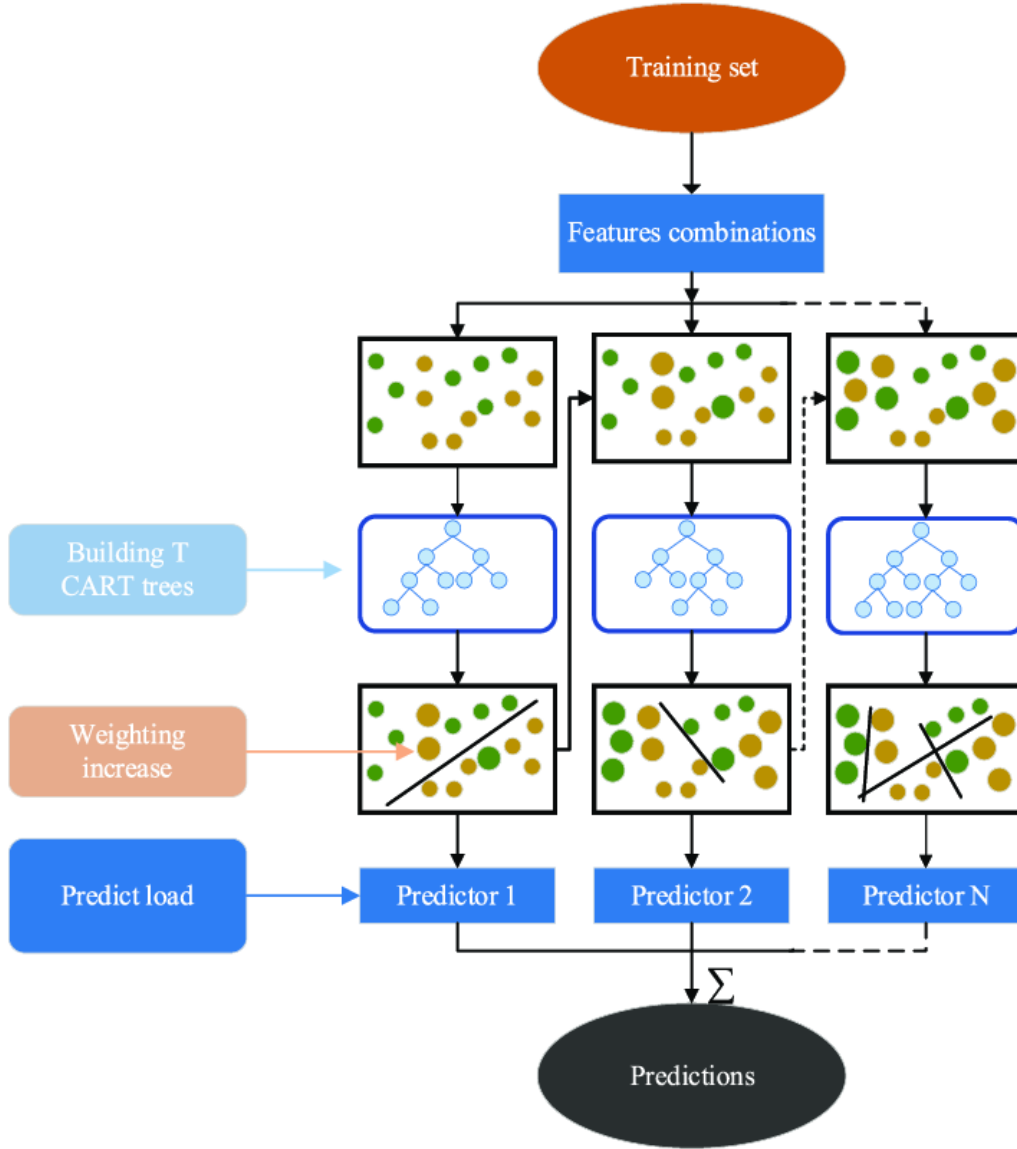 Training set
Features combinations
Building T
CART trees
Weighting
increase
Predict load
Predictor 1
Predictor 2
Predictor N
Σ
Predictions